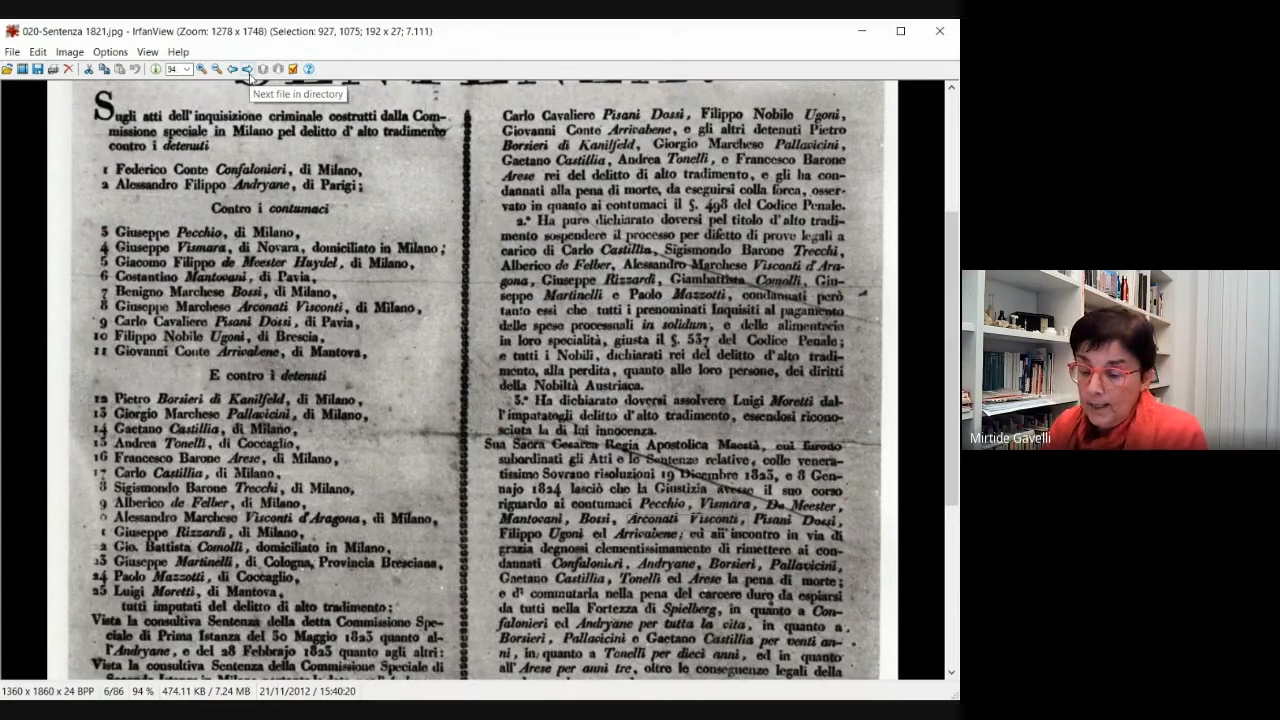 020-Sentenza 1821.jpg - IrfanView (Zoom: 1278 x 1748) (Selection: 927, 1075; 192 x 27; 7.111)
File Edit Image Options View Help
94
Next file in directory
Sugli atti dell'inquisizione criminale costrutti dalla Com-
missione speciale in Milano pel delitto d'alto tradimento
contro i detenuti
1 Federico Conte Confalonieri, di Milano,
2 Alessandro Filippo Andryane, di Parigi;
Contro i contumaci
3 Giuseppe Pecchio, di Milano,
4 Giuseppe Vismara, di Novara, domiciliato in Milano;
5 Giacomo Filippo de Meester Huydel, di Milano,
6 Costantino Mantovani, di Pavia,
7 Benigno Marchese Bossi, di Milano,
8 Giuseppe Marchese Arconati Visconti, di Milano,
9 Carlo Cavaliere Pisani Dossi, di Pavia,
10 Filippo Nobile Ugoni, di Brescia,
11 Giovanni Conte Arrivabene, di Mantova,
E contro i detenuti
12 Pietro Borsieri di Kanilfeld, di Milano,
13 Giorgio Marchese Pallavicini, di Milano,
14 Gaetano Castillia, di Milano,
15 Andrea Tonelli, di Coccaglio,
16 Francesco Barone Arese, di Milano,
17 Carlo Castillia, di Milano,
8 Sigismondo Barone Trecchi, di Milano,
9 Alberico de Felber, di Milano,
0 Alessandro Marchese Visconti d'Aragona, di Milano,
1 Giuseppe Rizzardi, di Milano,
2 Gio. Battista Comolli, domiciliato in Milano,
23 Giuseppe Martinelli, di Cologna, Provincia Bresciana,
24 Paolo Mazzotti, di Coccaglio,
25 Luigi Moretti, di Mantova,
tutti imputati del delitto di alto tradimento;
Vista la consultiva Sentenza della detta Commissione Spe-
ciale di Prima Istanza del 30 Maggio 1823 quanto al-
l'Andryane, e del 28 Febbrajo 1823 quanto agli altri:
Vista la consultiva Sentenza della Commissione Speciale di
Carlo Cavaliere Pisani Dossi, Filippo Nobile Ugoni,
Giovanni Conte Arrivabene, e gli altri detenuti Pietro
Borsieri di Kanilfeld, Giorgio Marchese Pallavicini,
Gaetano Castillia, Andrea Tonelli, e Francesco Barone
Arese rei del delitto di alto tradimento, e gli ha con-
dannati alla pena di morte, da eseguirsi colla forca, osser-
vato in quanto ai contumaci il §. 498 del Codice Penale.
2.° Ha pure dichiarato doversi pel titolo d'alto tradi-
mento sospendere il processo per difetto di prove legali a
carico di Carlo Castillia, Sigismondo Barone Trecchi,
Alberico de Felber, Alessandro Marchese Visconti d'Ara-
gona, Giuseppe Rizzardi, Giambattista Comolli, Giu-
seppe Martinelli e Paolo Mazzotti, condannati però
tanto essi che tutti i prenominati Inquisiti al pagamento
delle spese processuali in solidum, e delle alimentarie
in loro specialità, giusta il §. 537 del Codice Penale;
e tutti i Nobili, dichiarati rei del delitto d'alto tradi-
mento, alla perdita, quanto alle loro persone, dei diritti
della Nobiltà Austriaca.
3.° Ha dichiarato doversi assolvere Luigi Moretti dal-
l'imputatogli delitto d'alto tradimento, essendosi ricono-
sciuta la di lui innocenza.
Sua Sacra Cesarea Regia Apostolica Maestà, cui furono
subordinati gli Atti e le Sentenze relative, colle venera-
tissime Sovrane risoluzioni 19 Dicembre 1823, e 8 Gen-
najo 1824 lasciò che la Giustizia avesse il suo corso
riguardo ai contumaci Pecchio, Vismara, De Meester,
Mantovani, Bossi, Arconati Visconti, Pisani Dossi,
Filippo Ugoni ed Arrivabene; ed all'incontro in via di
grazia degnossi clementissimamente di rimettere ai con-
dannati Confalonieri, Andryane, Borsieri, Pallavicini,
Gaetano Castillia, Tonelli ed Arese la pena di morte;
e di commutarla nella pena del carcere duro da espiarsi
da tutti nella Fortezza di Spielberg, in quanto a Con-
falonieri ed Andryane per tutta la vita, in quanto a
Borsieri, Pallavicini e Gaetano Castillia per venti an-
ni, in quanto a Tonelli per dieci anni, ed in quanto
all'Arese per anni tre, oltre le conseguenze legali della
Mirtide Gavelli
1360 x 1860 x 24 BPP 6/86 94 % 474.11 KB / 7.24 MB 21/11/2012 / 15:40:20